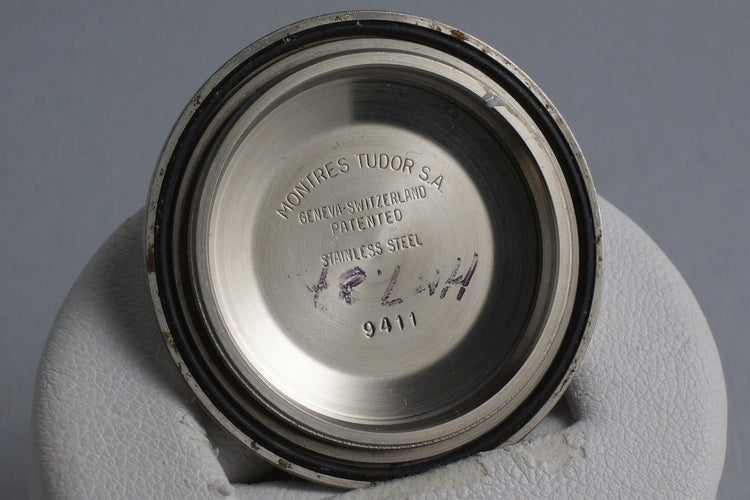 MONTRES TUDOR S.A.
GENEVA-SWITZERLAND
PATENTED
STAINLESS STEEL
9411